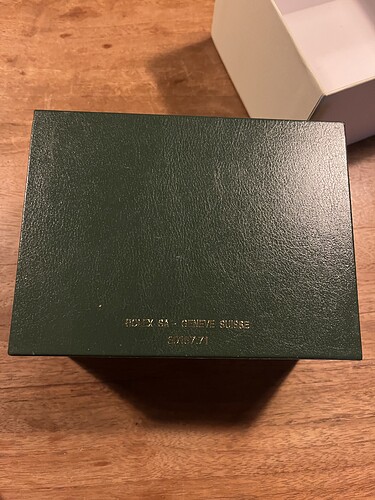 ROLEX SA - GENEVE SUISSE